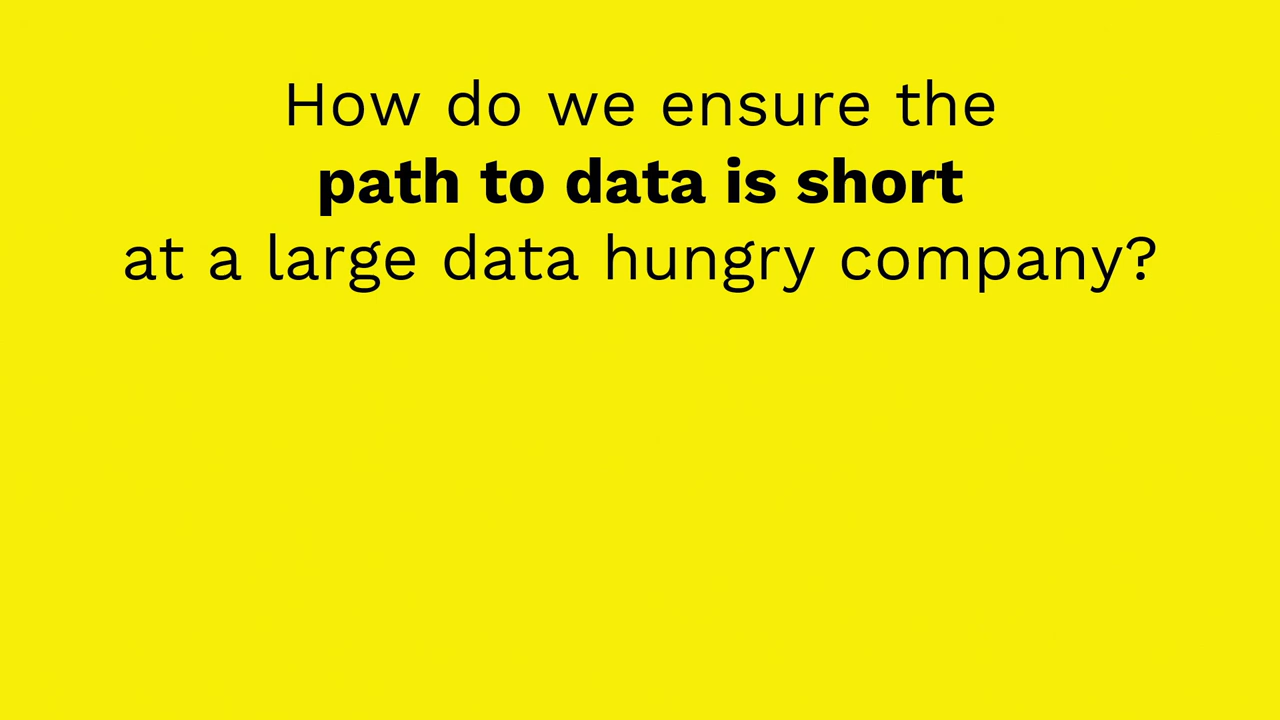 How do we ensure the
path to data is short
at a large data hungry company?